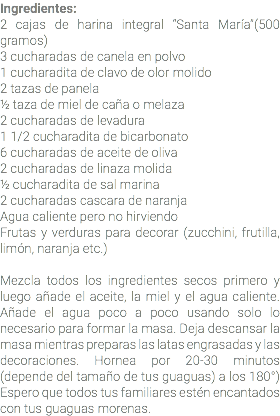 Ingredientes:
2 cajas de harina integral “Santa María”(500
gramos)
3 cucharadas de canela en polvo
1 cucharadita de clavo de olor molido
2 tazas de panela
½ taza de miel de caña o melaza
2 cucharadas de levadura
1 1/2 cucharadita de bicarbonato
6 cucharadas de aceite de oliva
2 cucharadas de linaza molida
½ cucharadita de sal marina
2 cucharadas cascara de naranja
Agua caliente pero no hirviendo
Frutas y verduras para decorar (zucchini, frutilla,
limón, naranja etc.)
Mezcla todos los ingredientes secos primero y
luego añade el aceite, la miel y el agua caliente.
Añade el agua poco a poco usando solo lo
necesario para formar la masa. Deja descansar la
masa mientras preparas las latas engrasadas y las
decoraciones. Hornea por 20-30 minutos
(depende del tamaño de tus guaguas) a los 180°)
Espero que todos tus familiares estén encantados
con tus guaguas morenas.